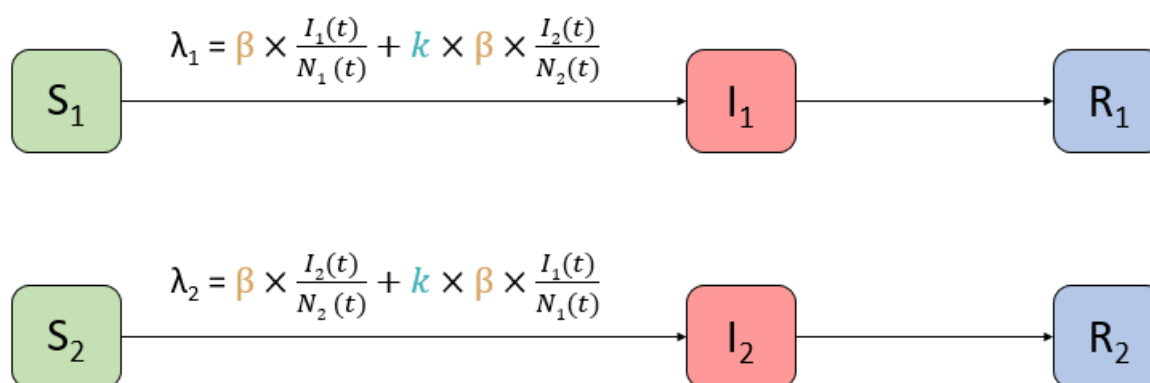 λ₁ = β × I₁(t)/N₁(t) + k × β × I₂(t)/N₂(t)
S₁ I₁ R₁
λ₂ = β × I₂(t)/N₂(t) + k × β × I₁(t)/N₁(t)
S₂ I₂ R₂